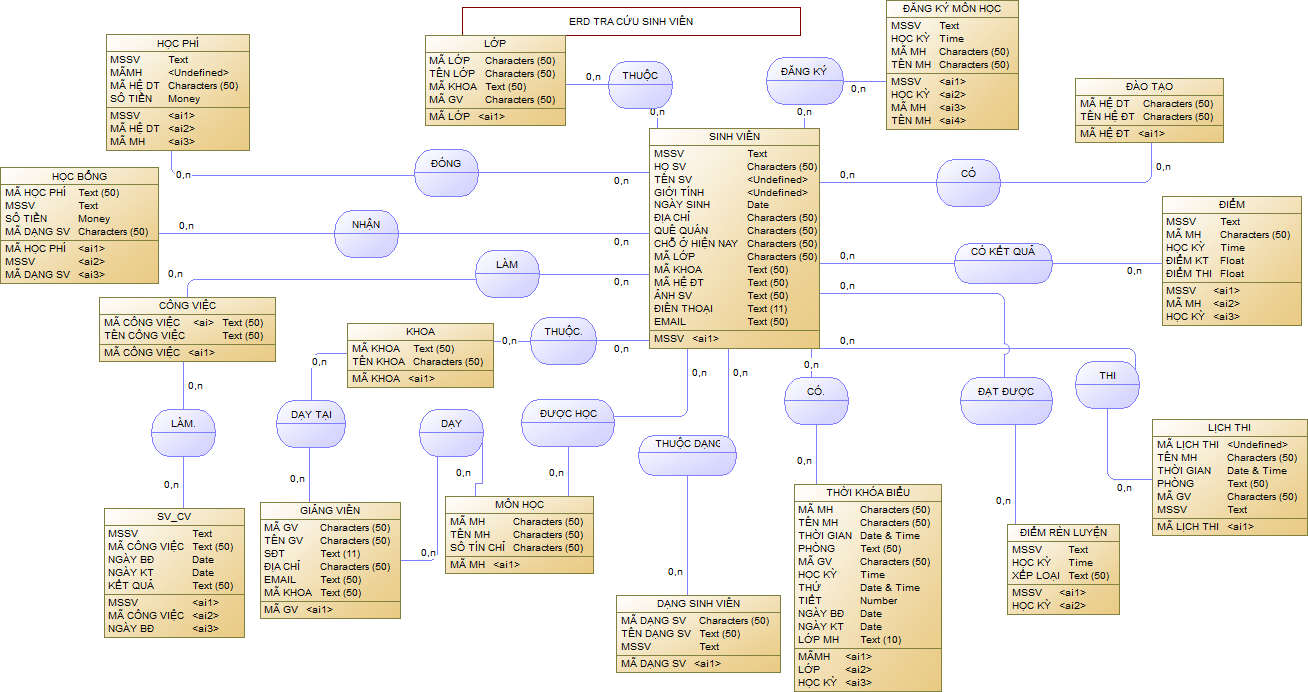 ERD TRA CỨU SINH VIÊN
HỌC PHÍ
MSSV Text
MÃMH <Undefined>
MÃ HỆ DT Characters (50)
SỐ TIỀN Money
MSSV <ai1>
MÃ HỆ DT <ai2>
MÃ MH <ai3>
LỚP
MÃ LỚP Characters (50)
TÊN LỚP Characters (50)
MÃ KHOA Text (50)
MÃ GV Characters (50)
MÃ LỚP <ai1>
0,n
THUỘC
0,n
ĐĂNG KÝ
0,n
0,n
ĐĂNG KÝ MÔN HỌC
MSSV Text
HỌC KỲ Time
MÃ MH Characters (50)
TÊN MH Characters (50)
MSSV <ai1>
HỌC KỲ <ai2>
MÃ MH <ai3>
TÊN MH <ai4>
ĐÀO TẠO
MÃ HỆ DT Characters (50)
TÊN HỆ ĐT Characters (50)
MÃ HỆ ĐT <ai1>
0,n
CÓ
0,n
SINH VIÊN
MSSV Text
HỌ SV Characters (50)
TÊN SV <Undefined>
GIỚI TÍNH <Undefined>
NGÀY SINH Date
ĐỊA CHỈ Characters (50)
QUÊ QUÁN Characters (50)
CHỖ Ở HIỆN NAY Characters (50)
MÃ LỚP Characters (50)
MÃ KHOA Text (50)
MÃ HỆ ĐT Text (50)
ẢNH SV Text (50)
ĐIỆN THOẠI Text (11)
EMAIL Text (50)
MSSV <ai1>
0,n
ĐÓNG
0,n
HỌC BỔNG
MÃ HỌC PHÍ Text (50)
MSSV Text
SỐ TIỀN Money
MÃ DẠNG SV Characters (50)
MÃ HỌC PHÍ <ai1>
MSSV <ai2>
MÃ DẠNG SV <ai3>
0,n
NHẬN
0,n
0,n
LÀM
0,n
ĐIỂM
MSSV Text
MÃ MH Characters (50)
HỌC KỲ Time
ĐIỂM KT Float
ĐIỂM THI Float
MSSV <ai1>
MÃ MH <ai2>
HỌC KỲ <ai3>
0,n
CÓ KẾT QUẢ
0,n
0,n
CÔNG VIỆC
MÃ CÔNG VIỆC <ai> Text (50)
TÊN CÔNG VIỆC Text (50)
MÃ CÔNG VIỆC <ai1>
KHOA
MÃ KHOA Text (50)
TÊN KHOA Characters (50)
MÃ KHOA <ai1>
0,n
THUỘC.
0,n
0,n
0,n
LÀM.
0,n
0,n
DẠY TẠI
0,n
DẠY
0,n
0,n
ĐƯỢC HỌC
0,n
0,n
THUỘC DẠNG
0,n
0,n
0,n
CÓ.
0,n
ĐẠT ĐƯỢC
0,n
THI
0,n
LỊCH THI
MÃ LỊCH THI <Undefined>
TÊN MH Characters (50)
THỜI GIAN Date & Time
PHÒNG Text (50)
MÃ GV Characters (50)
MSSV Text
MÃ LỊCH THI <ai1>
SV_CV
MSSV Text
MÃ CÔNG VIỆC Text (50)
NGÀY BĐ Date
NGÀY KT Date
KẾT QUẢ Text (50)
MSSV <ai1>
MÃ CÔNG VIỆC <ai2>
NGÀY BĐ <ai3>
GIẢNG VIÊN
MÃ GV Characters (50)
TÊN GV Characters (50)
SĐT Text (11)
ĐỊA CHỈ Characters (50)
EMAIL Text (50)
MÃ KHOA Text (50)
MÃ GV <ai1>
MÔN HỌC
MÃ MH Characters (50)
TÊN MH Characters (50)
SỐ TÍN CHỈ Characters (50)
MÃ MH <ai1>
THỜI KHÓA BIỂU
MÃ MH Characters (50)
TÊN MH Characters (50)
THỜI GIAN Date & Time
PHÒNG Text (50)
MÃ GV Characters (50)
HỌC KỲ Time
THỨ Date & Time
TIẾT Number
NGÀY BĐ Date
NGÀY KT Date
LỚP MH Text (10)
MÃMH <ai1>
LỚP <ai2>
HỌC KỲ <ai3>
ĐIỂM RÈN LUYỆN
MSSV Text
HỌC KỲ Time
XẾP LOẠI Text (50)
MSSV <ai1>
HỌC KỲ <ai2>
DẠNG SINH VIÊN
MÃ DẠNG SV Characters (50)
TÊN DẠNG SV Text (50)
MSSV Text
MÃ DẠNG SV <ai1>